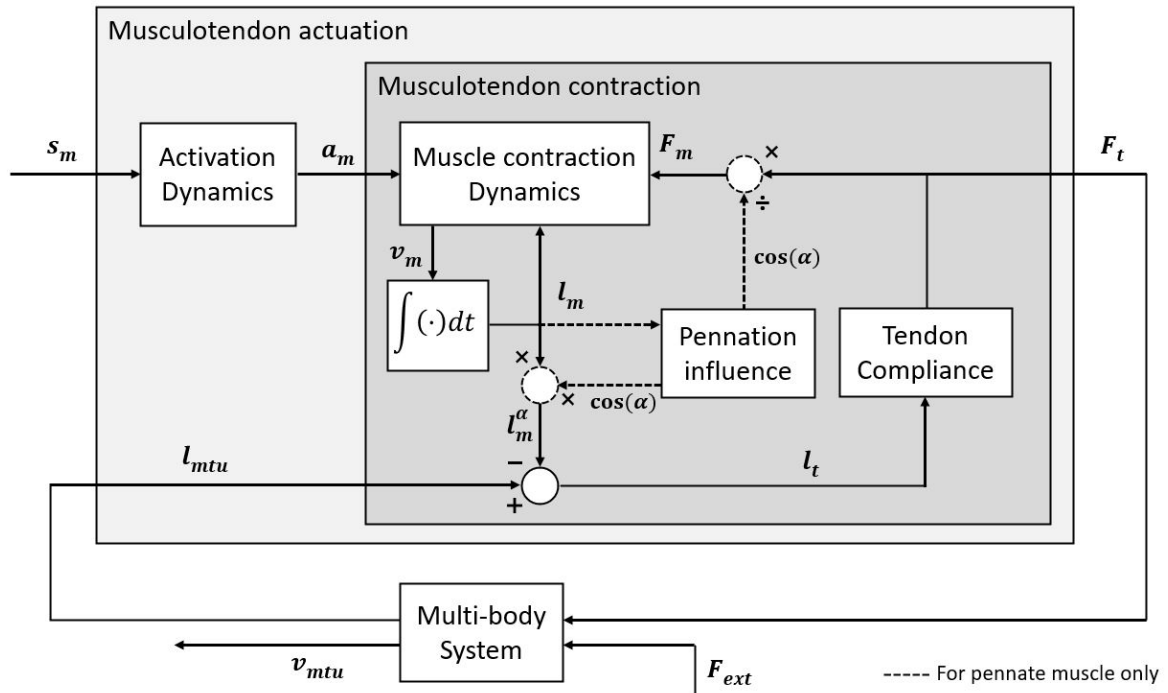 Musculotendon actuation
Musculotendon contraction
s_m
Activation
Dynamics
a_m
Muscle contraction
Dynamics
F_m
×
÷
F_t
v_m
∫(·)dt
l_m
cos(α)
Pennation
influence
Tendon
Compliance
×
×
cos(α)
l_m^α
l_mtu
−
+
l_t
Multi-body
System
v_mtu
F_ext
For pennate muscle only